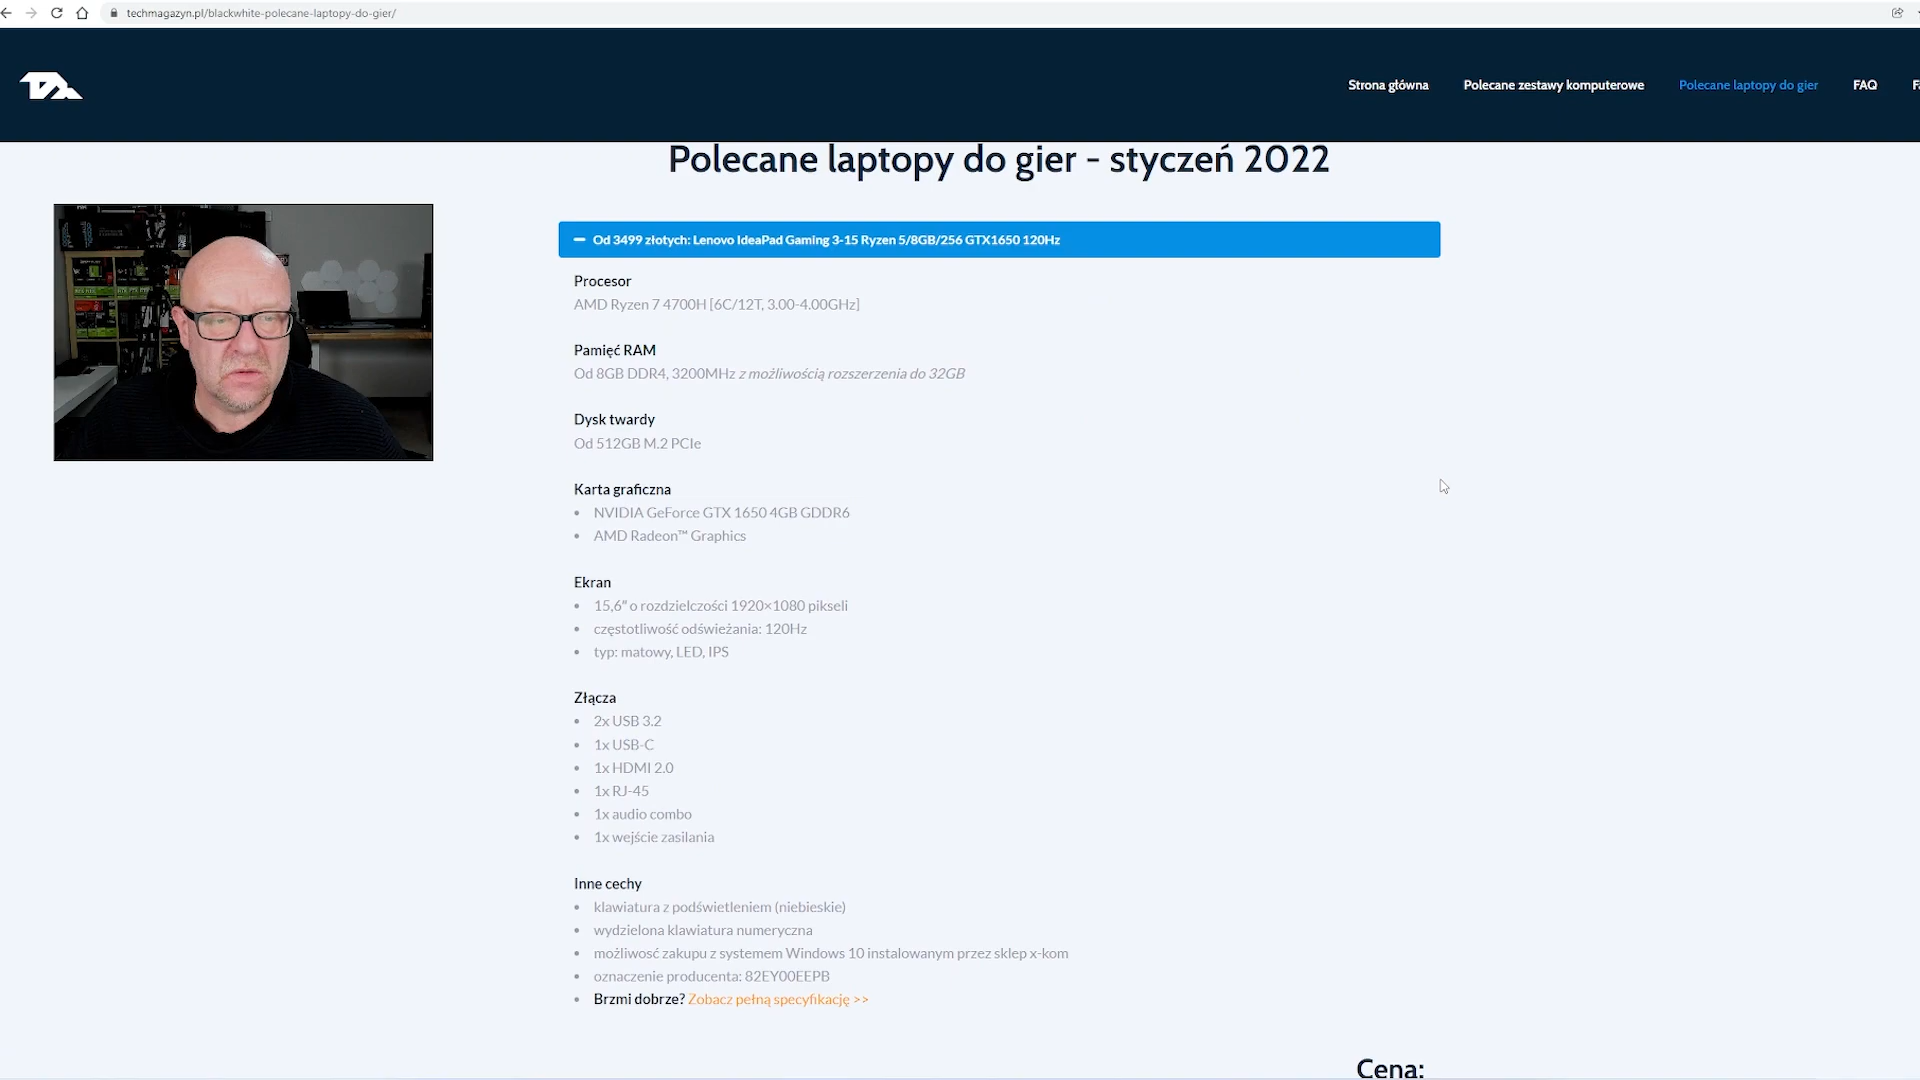 techmagazyn.pl/blackwhite-polecane-laptopy-do-gier/
Strona główna
Polecane zestawy komputerowe
Polecane laptopy do gier
FAQ
Polecane laptopy do gier - styczeń 2022
Od 3499 złotych: Lenovo IdeaPad Gaming 3-15 Ryzen 5/8GB/256 GTX1650 120Hz
Procesor
AMD Ryzen 7 4700H [6C/12T, 3.00-4.00GHz]
Pamięć RAM
Od 8GB DDR4, 3200MHz z możliwością rozszerzenia do 32GB
Dysk twardy
Od 512GB M.2 PCIe
Karta graficzna
• NVIDIA GeForce GTX 1650 4GB GDDR6
• AMD Radeon™ Graphics
Ekran
• 15,6″ o rozdzielczości 1920×1080 pikseli
• częstotliwość odświeżania: 120Hz
• typ: matowy, LED, IPS
Złącza
• 2x USB 3.2
• 1x USB-C
• 1x HDMI 2.0
• 1x RJ-45
• 1x audio combo
• 1x wejście zasilania
Inne cechy
• klawiatura z podświetleniem (niebieskie)
• wydzielona klawiatura numeryczna
• możliwosć zakupu z systemem Windows 10 instalowanym przez sklep x-kom
• oznaczenie producenta: 82EY00EEPB
• Brzmi dobrze? Zobacz pełną specyfikację >>
Cena: